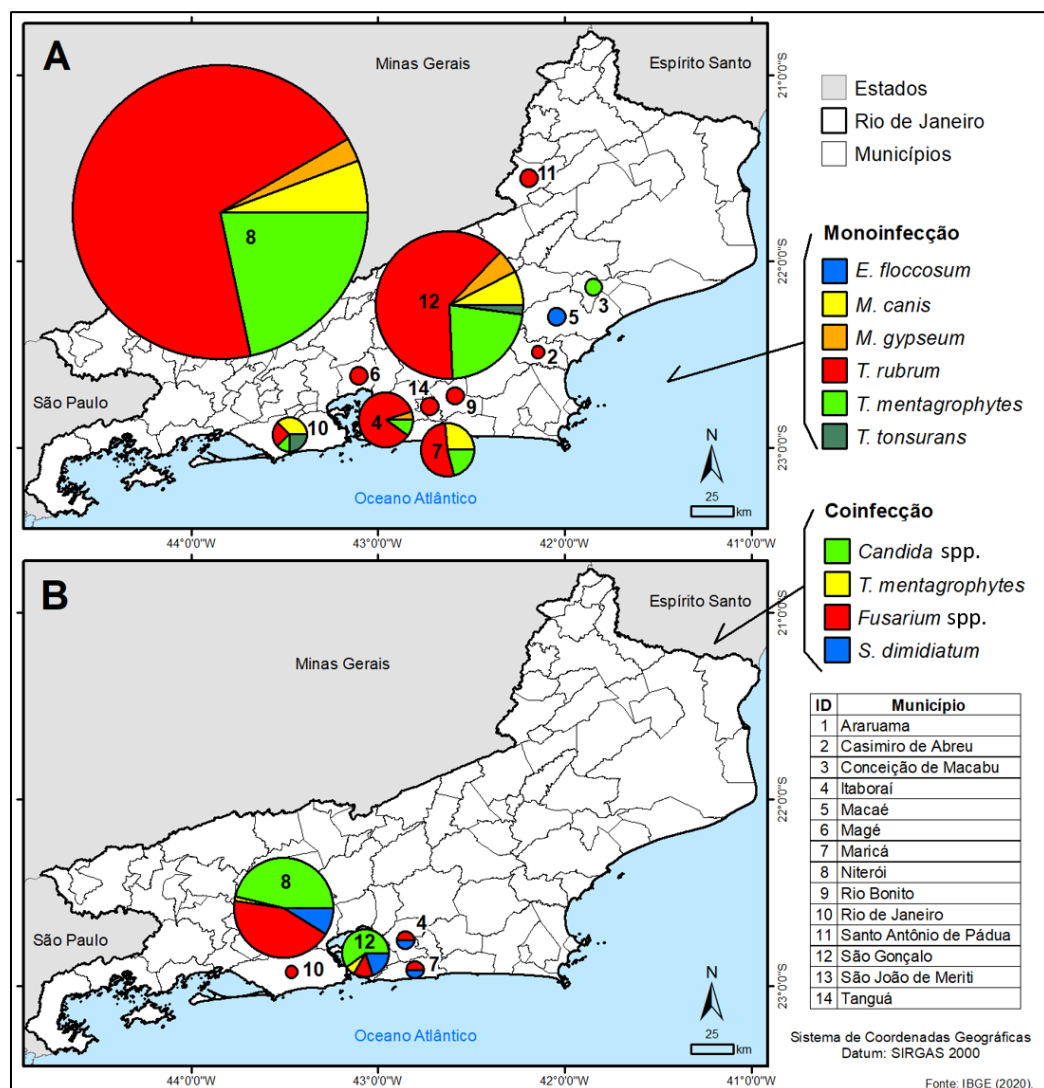 A
Minas Gerais
Espírito Santo
São Paulo
Oceano Atlântico
8
12
11
3
5
2
6
14
9
4
10
7
N
25
km
21°0'0"S
22°0'0"S
23°0'0"S
44°0'0"W
43°0'0"W
42°0'0"W
41°0'0"W
Estados
Rio de Janeiro
Municípios
Monoinfecção
E. floccosum
M. canis
M. gypseum
T. rubrum
T. mentagrophytes
T. tonsurans
Coinfecção
Candida spp.
T. mentagrophytes
Fusarium spp.
S. dimidiatum
B
Espírito Santo
Minas Gerais
São Paulo
Oceano Atlântico
8
12
4
7
10
N
25
km
21°0'0"S
22°0'0"S
23°0'0"S
44°0'0"W
43°0'0"W
42°0'0"W
41°0'0"W
ID Município
1 Araruama
2 Casimiro de Abreu
3 Conceição de Macabu
4 Itaboraí
5 Macaé
6 Magé
7 Maricá
8 Niterói
9 Rio Bonito
10 Rio de Janeiro
11 Santo Antônio de Pádua
12 São Gonçalo
13 São João de Meriti
14 Tanguá
Sistema de Coordenadas Geográficas
Datum: SIRGAS 2000
Fonte: IBGE (2020).